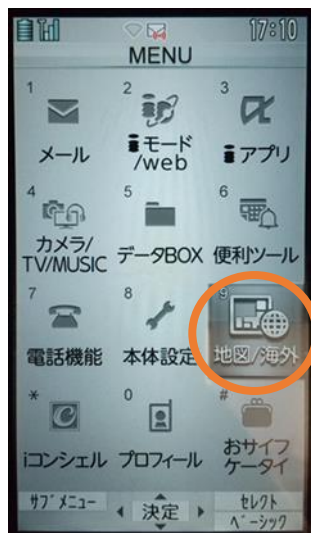 17:10
MENU
1
2
3
メール
iモード
/web
iアプリ
4
5
6
カメラ/
TV/MUSIC
データBOX
便利ツール
7
8
9
電話機能
本体設定
地図/海外
*
0
#
iコンシェル
プロフィール
おサイフ
ケータイ
サブメニュー
決定
セレクト
ベーシック